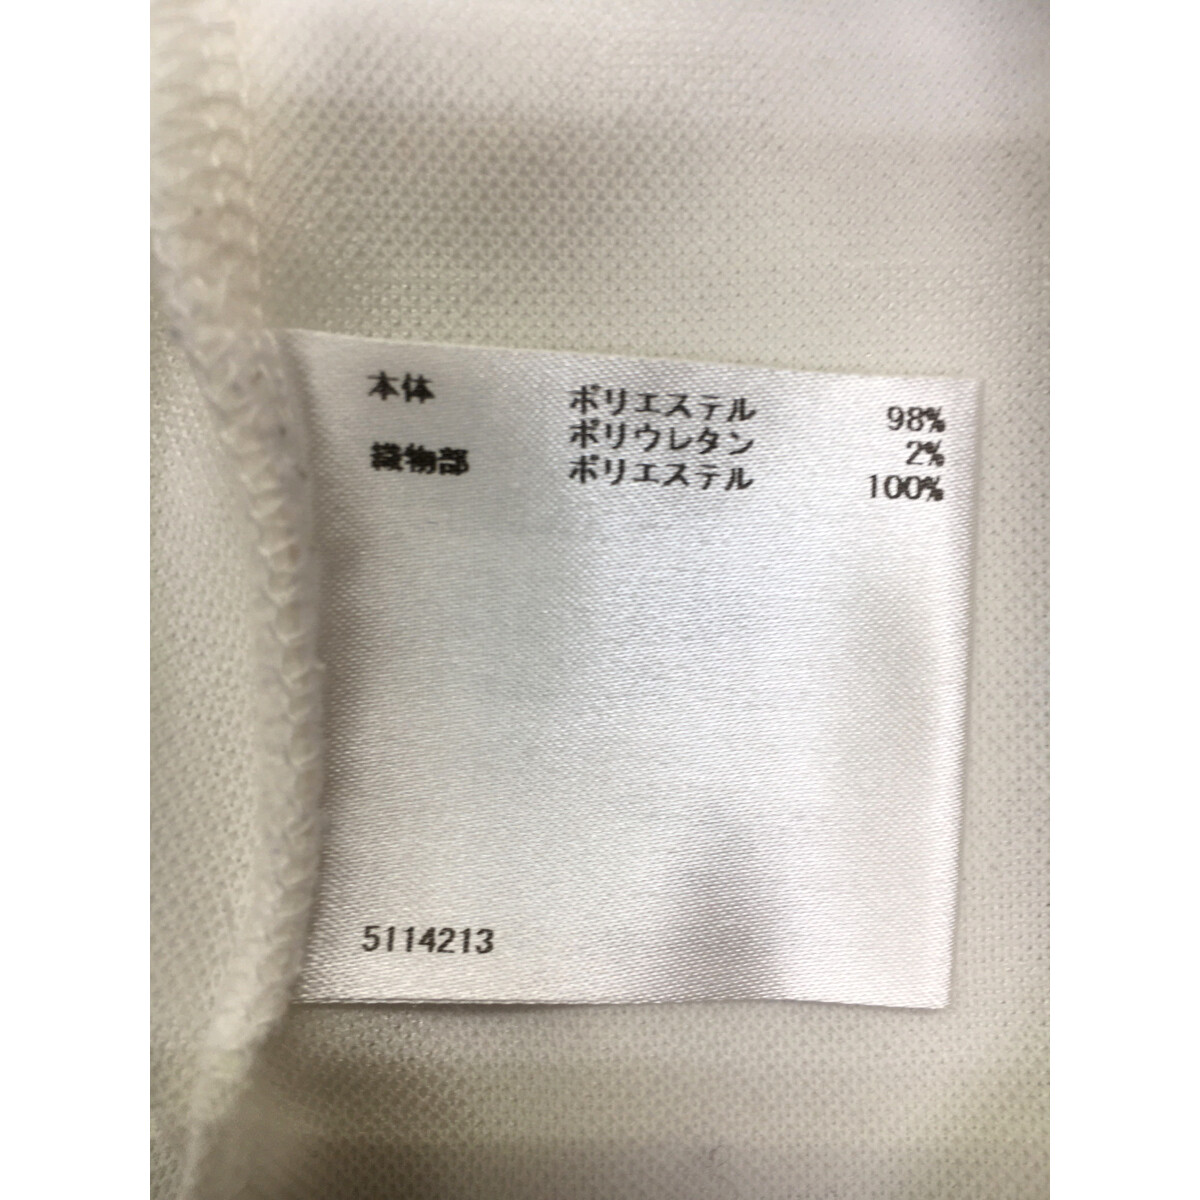 本体 ポリエステル 98%
ポリウレタン 2%
織物部 ポリエステル 100%
5114213